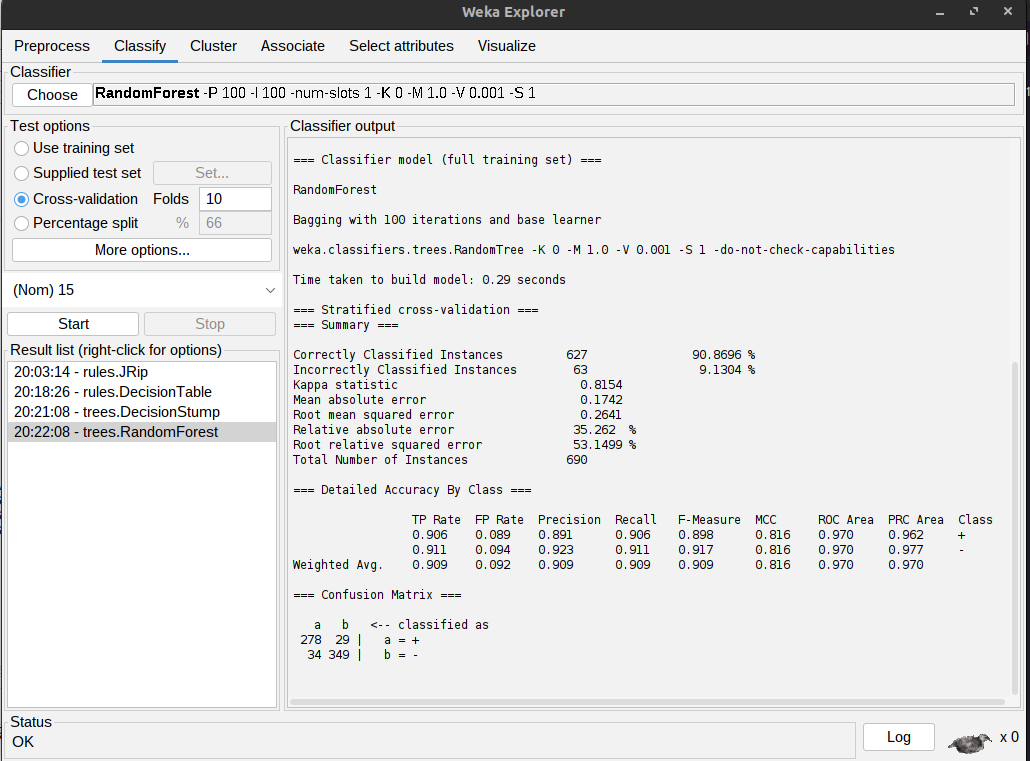 Weka Explorer
Preprocess Classify Cluster Associate Select attributes Visualize
Classifier
Choose RandomForest -P 100 -I 100 -num-slots 1 -K 0 -M 1.0 -V 0.001 -S 1
Test options
Use training set
Supplied test set Set...
Cross-validation Folds 10
Percentage split % 66
More options...
(Nom) 15
Start Stop
Result list (right-click for options)
20:03:14 - rules.JRip
20:18:26 - rules.DecisionTable
20:21:08 - trees.DecisionStump
20:22:08 - trees.RandomForest
Classifier output
=== Classifier model (full training set) ===
RandomForest
Bagging with 100 iterations and base learner
weka.classifiers.trees.RandomTree -K 0 -M 1.0 -V 0.001 -S 1 -do-not-check-capabilities
Time taken to build model: 0.29 seconds
=== Stratified cross-validation ===
=== Summary ===
Correctly Classified Instances 627 90.8696 %
Incorrectly Classified Instances 63 9.1304 %
Kappa statistic 0.8154
Mean absolute error 0.1742
Root mean squared error 0.2641
Relative absolute error 35.262 %
Root relative squared error 53.1499 %
Total Number of Instances 690
=== Detailed Accuracy By Class ===
TP Rate FP Rate Precision Recall F-Measure MCC ROC Area PRC Area Class
0.906 0.089 0.891 0.906 0.898 0.816 0.970 0.962 +
0.911 0.094 0.923 0.911 0.917 0.816 0.970 0.977 -
Weighted Avg. 0.909 0.092 0.909 0.909 0.909 0.816 0.970 0.970
=== Confusion Matrix ===
a b <-- classified as
278 29 | a = +
34 349 | b = -
Status
OK
Log
x 0